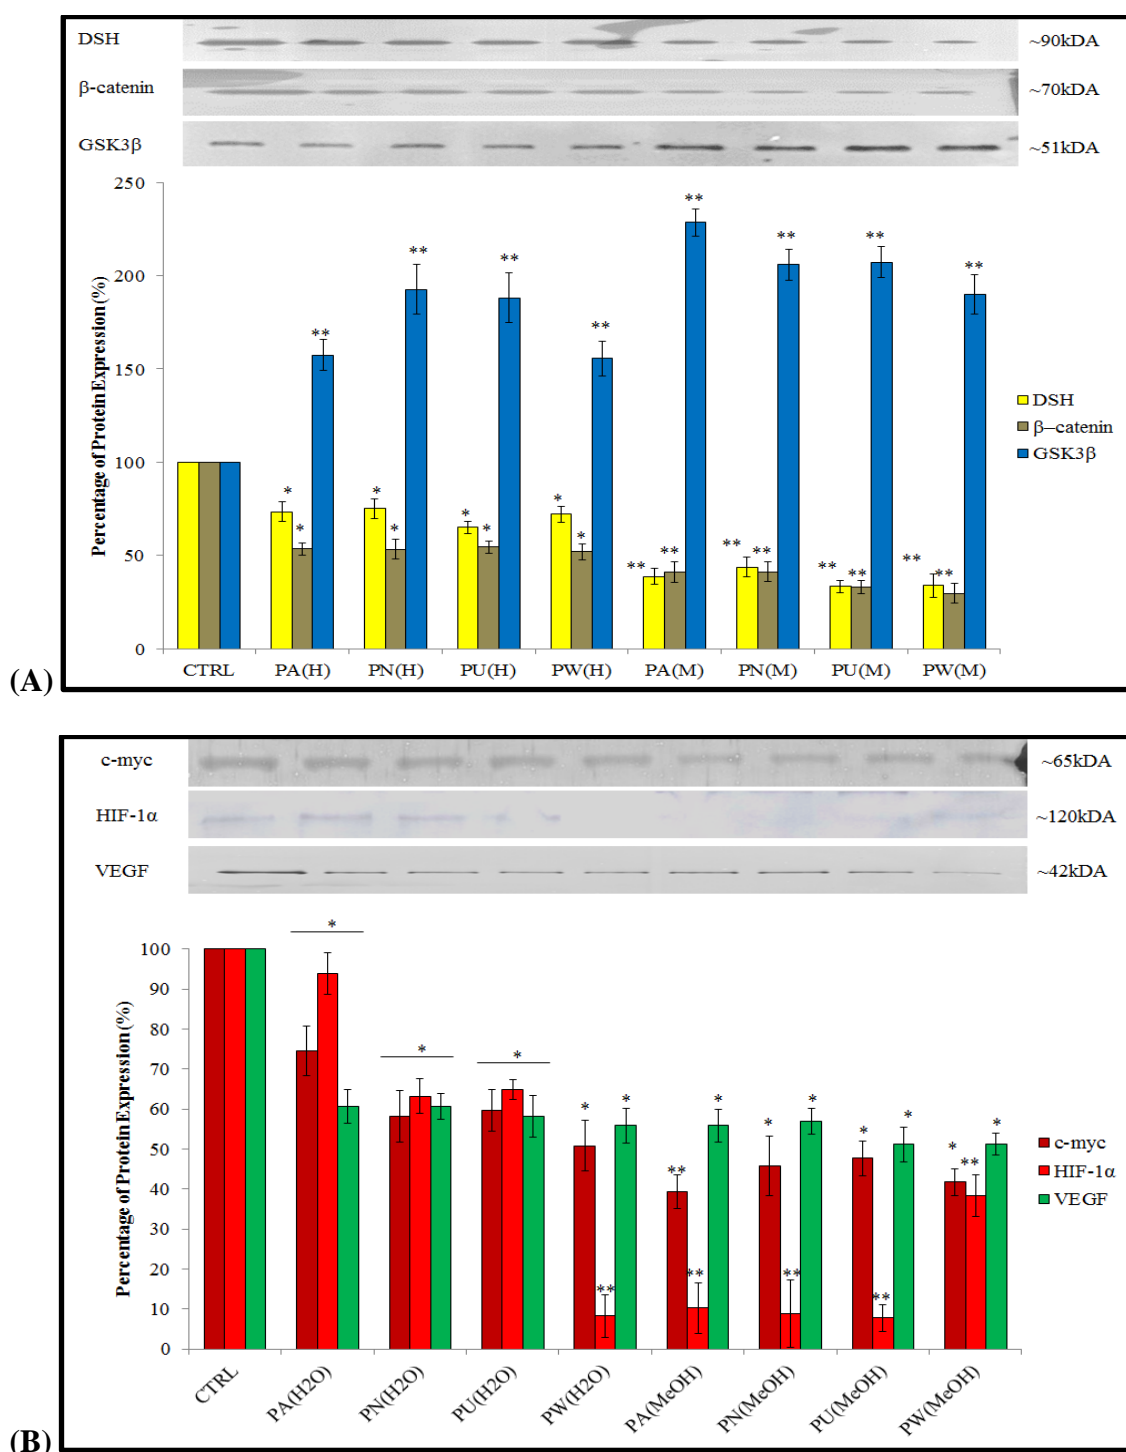 DSH
~90kDA
β-catenin
~70kDA
GSK3β
~51kDA
250
200
150
100
50
0
Percentage of Protein Expression (%)
**
**
**
**
**
**
**
**
*
*
*
*
*
*
*
*
**
**
**
**
**
**
**
**
DSH
β–catenin
GSK3β
CTRL PA(H) PN(H) PU(H) PW(H) PA(M) PN(M) PU(M) PW(M)
(A)
c-myc
~65kDA
HIF-1α
~120kDA
VEGF
~42kDA
100
90
80
70
60
50
40
30
20
10
0
Percentage of Protein Expression (%)
*
*
*
*
**
*
**
**
*
*
**
*
*
**
*
*
**
*
c-myc
HIF-1α
VEGF
CTRL PA(H2O) PN(H2O) PU(H2O) PW(H2O) PA(MeOH) PN(MeOH) PU(MeOH) PW(MeOH)
(B)